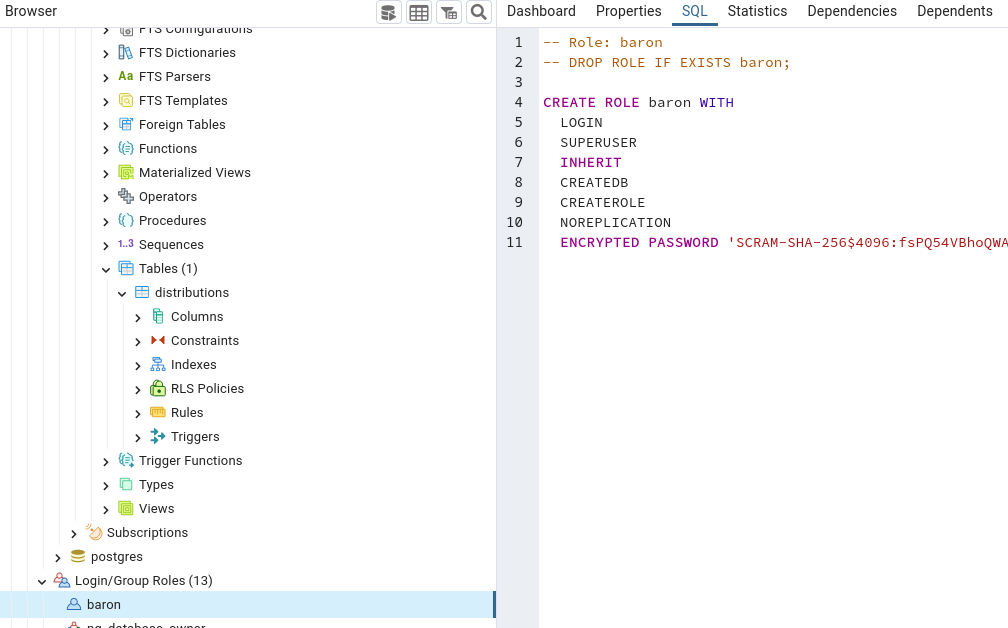 Browser
FTS Configurations
FTS Dictionaries
Aa FTS Parsers
FTS Templates
Foreign Tables
Functions
Materialized Views
Operators
Procedures
1..3 Sequences
Tables (1)
distributions
Columns
Constraints
Indexes
RLS Policies
Rules
Triggers
Trigger Functions
Types
Views
Subscriptions
postgres
Login/Group Roles (13)
baron
pg_database_owner
Dashboard Properties SQL Statistics Dependencies Dependents
1 -- Role: baron
2 -- DROP ROLE IF EXISTS baron;
3
4 CREATE ROLE baron WITH
5 LOGIN
6 SUPERUSER
7 INHERIT
8 CREATEDB
9 CREATEROLE
10 NOREPLICATION
11 ENCRYPTED PASSWORD 'SCRAM-SHA-256$4096:fsPQ54VBhoQWA